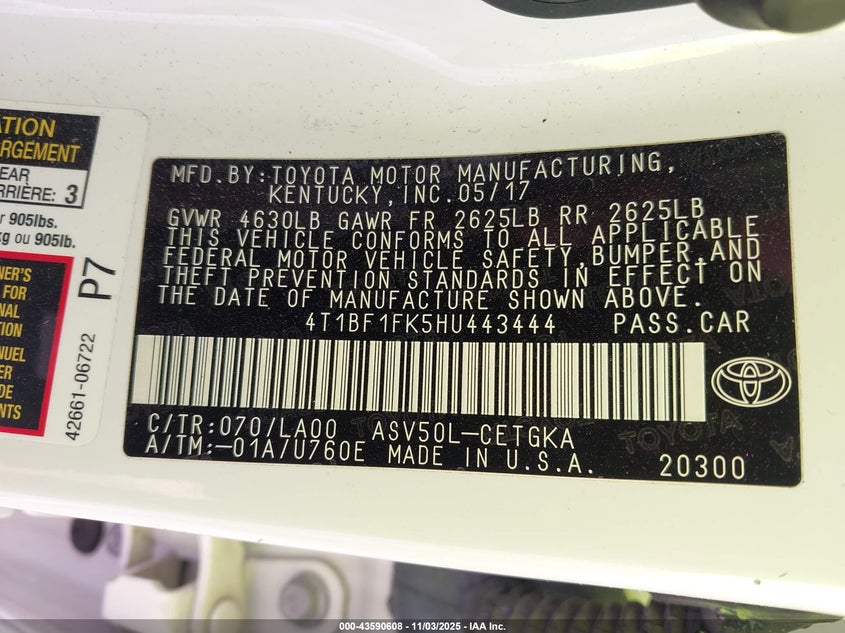 ATION
RGEMENT
EAR
RRIÈRE: 3
r 905lbs.
kg ou 905lb.
P7
NER'S
FOR
NAL
TION
NUEL
ER
DE
NTS
42661-06722
MFD.BY:TOYOTA MOTOR MANUFACTURING,
KENTUCKY,INC.05/17
GVWR 4630LB GAWR FR 2625LB RR 2625LB
THIS VEHICLE CONFORMS TO ALL APPLICABLE
FEDERAL MOTOR VEHICLE SAFETY,BUMPER,AND
THEFT PREVENTION STANDARDS IN EFFECT ON
THE DATE OF MANUFACTURE SHOWN ABOVE.
4T1BF1FK5HU443444 PASS.CAR
C/TR:070/LA00 ASV50L-CETGKA
A/TM:-01A/U760E MADE IN U.S.A. 20300
TOYOTA
000-43590608 - 11/03/2025 - IAA Inc.